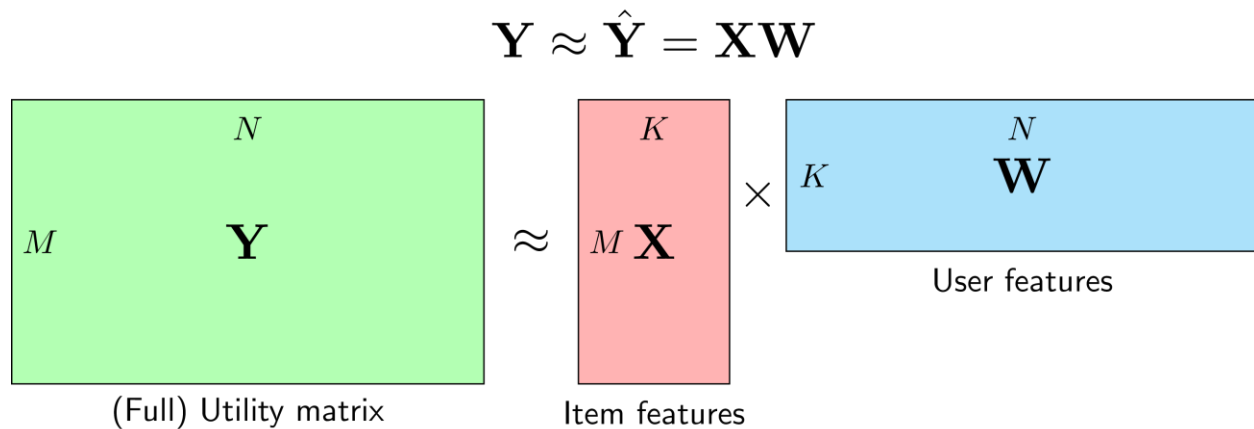 Y ≈ Ŷ = XW
N
M
Y
(Full) Utility matrix
≈
K
M X
Item features
×
N
K
W
User features